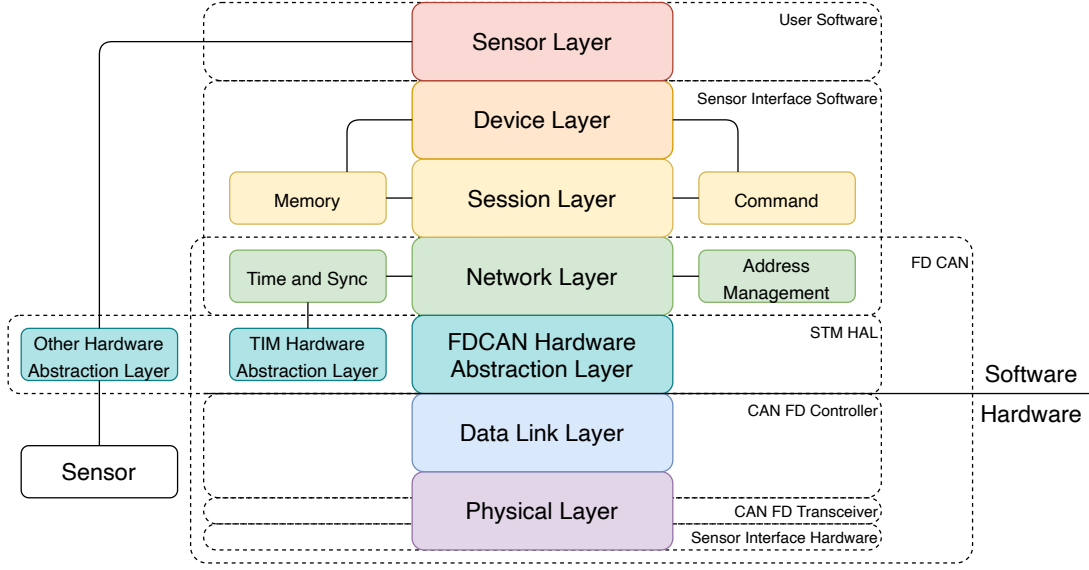 User Software
Sensor Layer
Sensor Interface Software
Device Layer
Memory
Session Layer
Command
FD CAN
Time and Sync
Network Layer
Address
Management
STM HAL
Other Hardware
Abstraction Layer
TIM Hardware
Abstraction Layer
FDCAN Hardware
Abstraction Layer
Software
Hardware
CAN FD Controller
Data Link Layer
Sensor
Physical Layer
CAN FD Transceiver
Sensor Interface Hardware